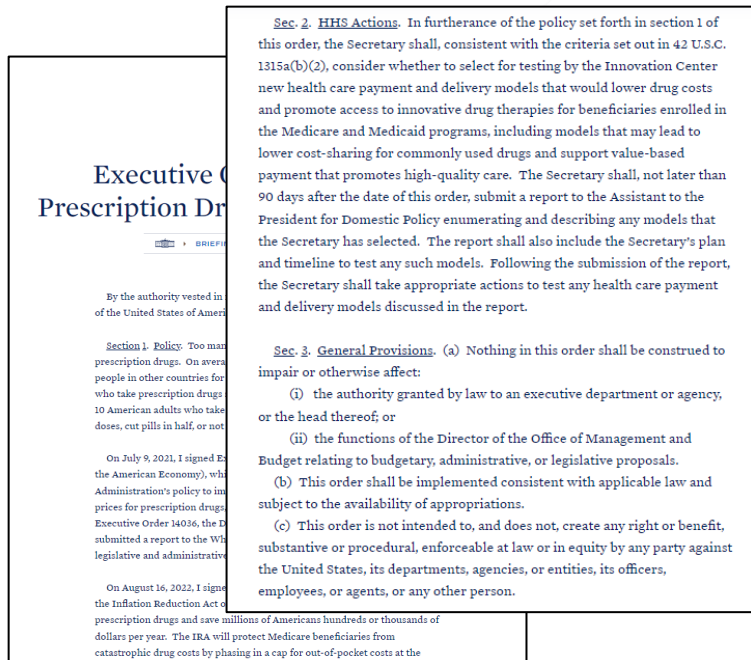 Executive
Prescription Dr
BRIEFIN
By the authority vested in
of the United States of Ameri
Section 1. Policy. Too man
prescription drugs. On avera
people in other countries for
who take prescription drugs
10 American adults who take
doses, cut pills in half, or not
On July 9, 2021, I signed Ex
the American Economy), whi
Administration's policy to im
prices for prescription drugs,
Executive Order 14036, the D
submitted a report to the Wh
legislative and administrative
On August 16, 2022, I signe
the Inflation Reduction Act o
prescription drugs and save millions of Americans hundreds or thousands of
dollars per year. The IRA will protect Medicare beneficiaries from
catastrophic drug costs by phasing in a cap for out-of-pocket costs at the
Sec. 2. HHS Actions. In furtherance of the policy set forth in section 1 of
this order, the Secretary shall, consistent with the criteria set out in 42 U.S.C.
1315a(b)(2), consider whether to select for testing by the Innovation Center
new health care payment and delivery models that would lower drug costs
and promote access to innovative drug therapies for beneficiaries enrolled in
the Medicare and Medicaid programs, including models that may lead to
lower cost-sharing for commonly used drugs and support value-based
payment that promotes high-quality care. The Secretary shall, not later than
90 days after the date of this order, submit a report to the Assistant to the
President for Domestic Policy enumerating and describing any models that
the Secretary has selected. The report shall also include the Secretary's plan
and timeline to test any such models. Following the submission of the report,
the Secretary shall take appropriate actions to test any health care payment
and delivery models discussed in the report.
Sec. 3. General Provisions. (a) Nothing in this order shall be construed to
impair or otherwise affect:
(i) the authority granted by law to an executive department or agency,
or the head thereof; or
(ii) the functions of the Director of the Office of Management and
Budget relating to budgetary, administrative, or legislative proposals.
(b) This order shall be implemented consistent with applicable law and
subject to the availability of appropriations.
(c) This order is not intended to, and does not, create any right or benefit,
substantive or procedural, enforceable at law or in equity by any party against
the United States, its departments, agencies, or entities, its officers,
employees, or agents, or any other person.